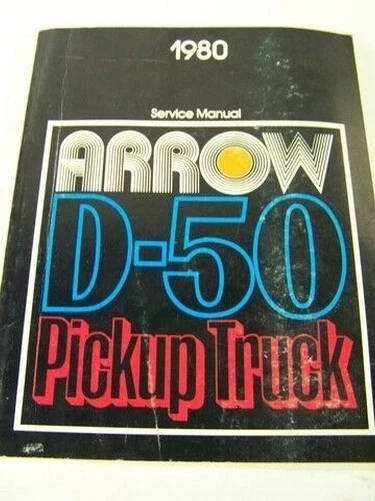 1980
Service Manual
ARROW
D-50
Pickup Truck